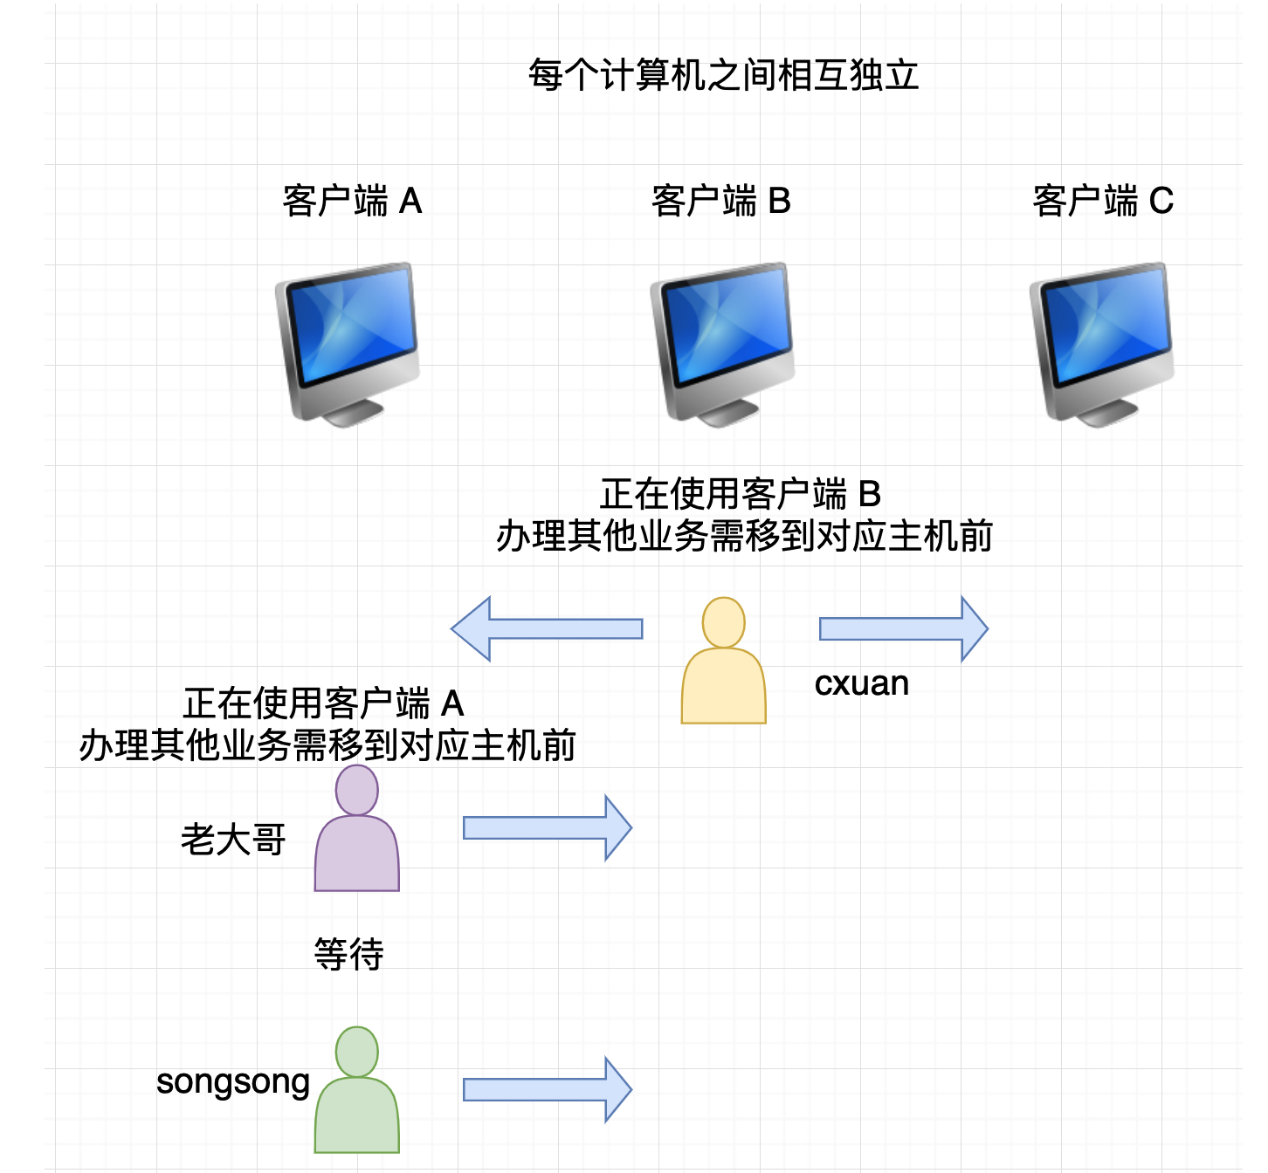 每个计算机之间相互独立
客户端 A
客户端 B
客户端 C
正在使用客户端 B
办理其他业务需移到对应主机前
cxuan
正在使用客户端 A
办理其他业务需移到对应主机前
老大哥
等待
songsong